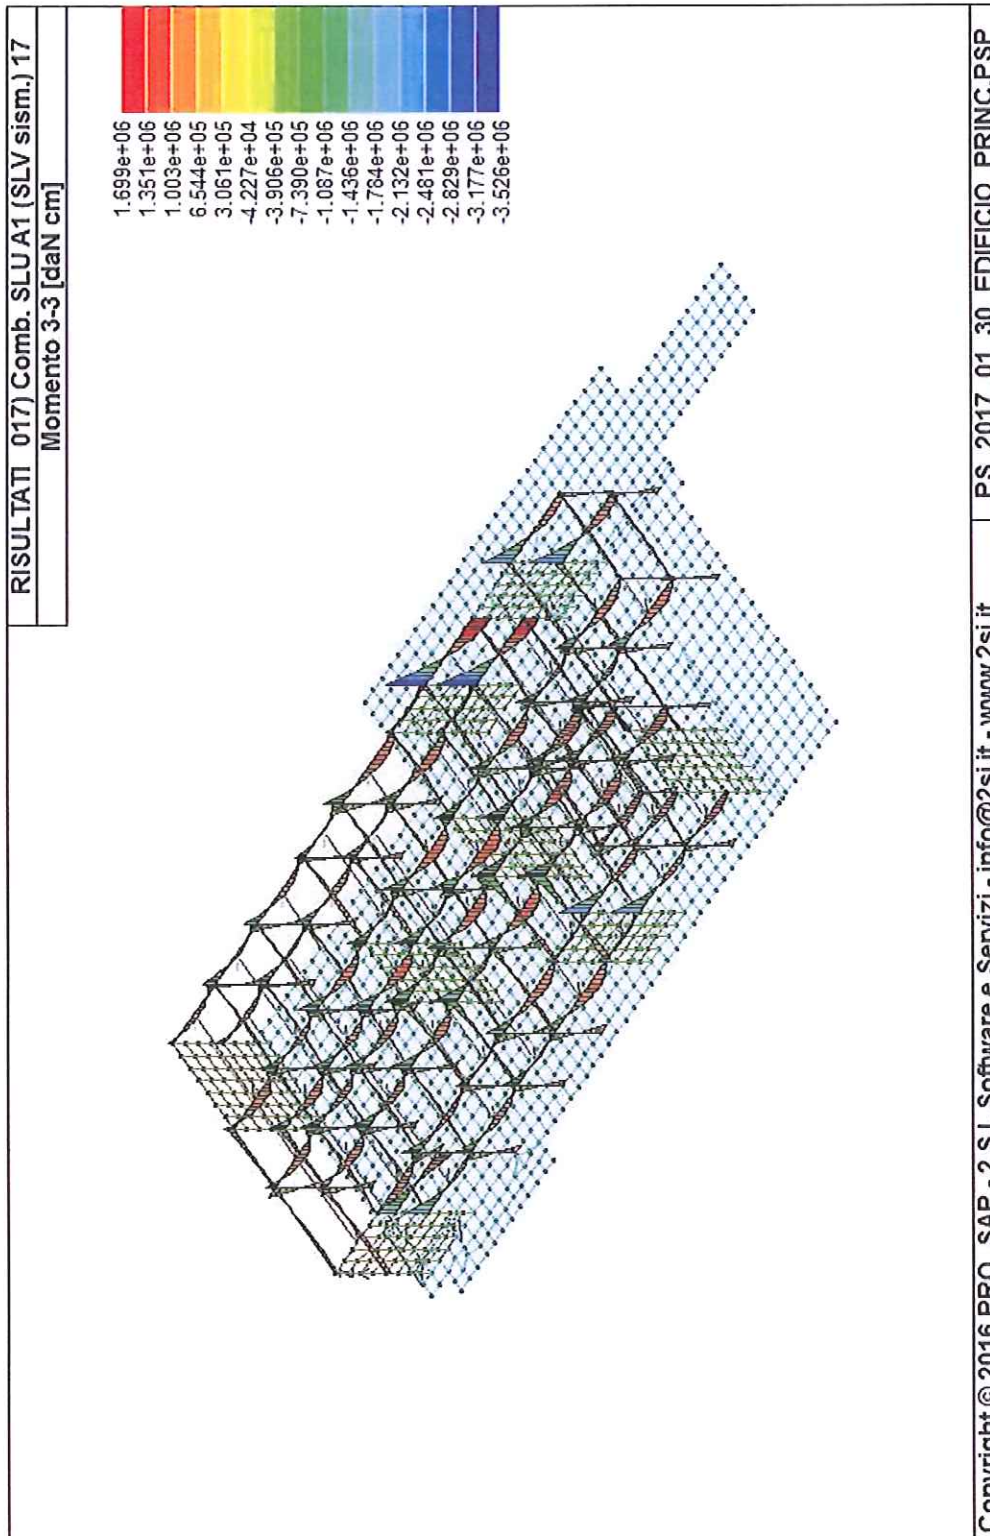 RISULTATI 017) Comb. SLU A1 (SLV sism.) 17
Momento 3-3 [daN cm]
1.699e+06
1.351e+06
1.003e+06
6.544e+05
3.061e+05
-4.227e+04
-3.906e+05
-7.390e+05
-1.087e+06
-1.436e+06
-1.784e+06
-2.132e+06
-2.481e+06
-2.829e+06
-3.177e+06
-3.526e+06
Copyright © 2016 PRO_SAP - 2 S.I. Software e Servizi - info@2si.it - www.2si.it
PS_2017_01_30_EDIFICIO_PRINC.PSP